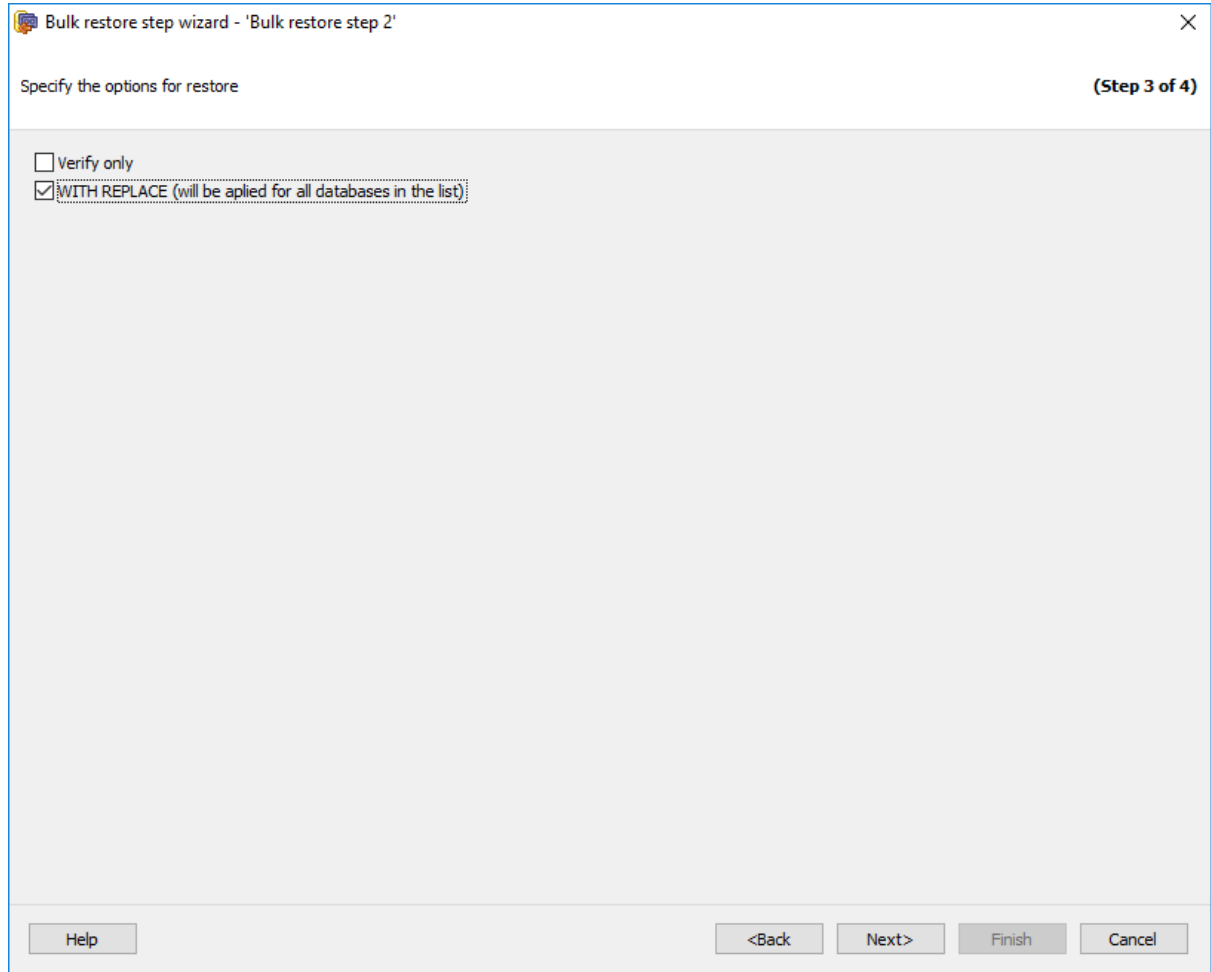 Bulk restore step wizard - 'Bulk restore step 2'
Specify the options for restore
(Step 3 of 4)
Verify only
WITH REPLACE (will be aplied for all databases in the list)
Help
<Back
Next>
Finish
Cancel